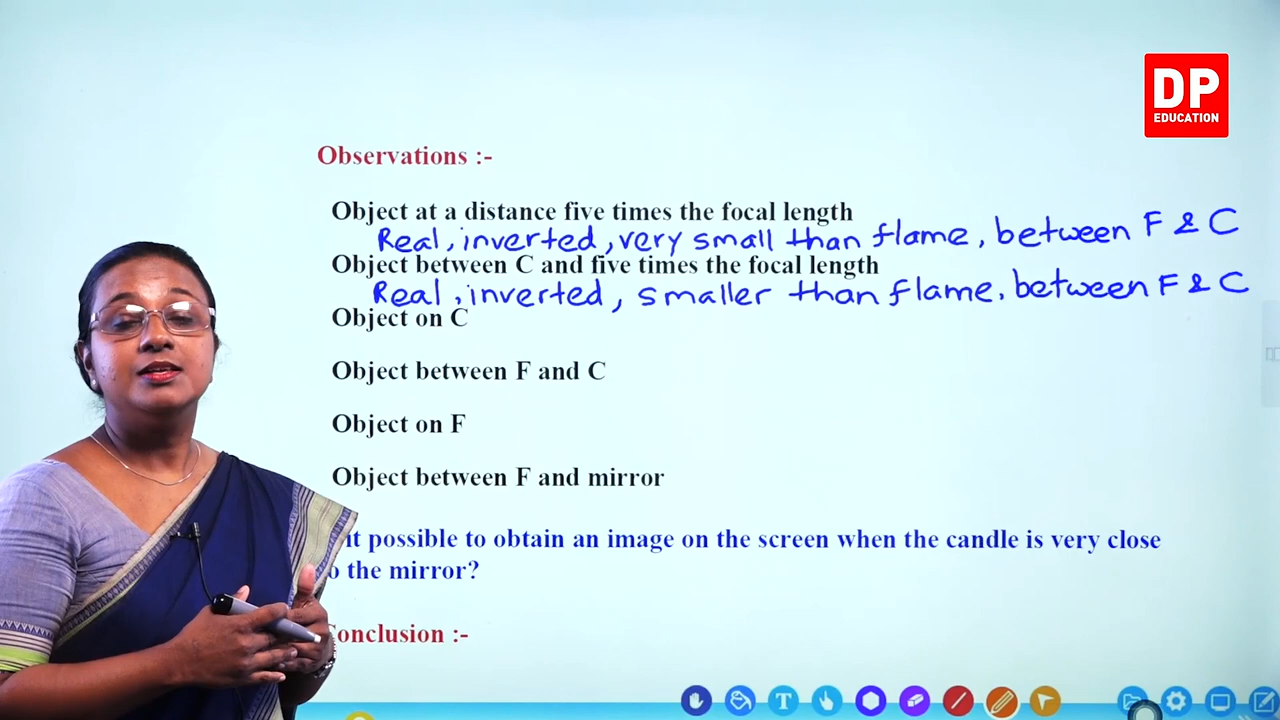 DP
EDUCATION
Observations :-
Object at a distance five times the focal length
Real, inverted, very small than flame, between F & C
Object between C and five times the focal length
Real, inverted, smaller than flame, between F & C
Object on C
Object between F and C
Object on F
Object between F and mirror
it possible to obtain an image on the screen when the candle is very close
o the mirror?
Conclusion :-
T